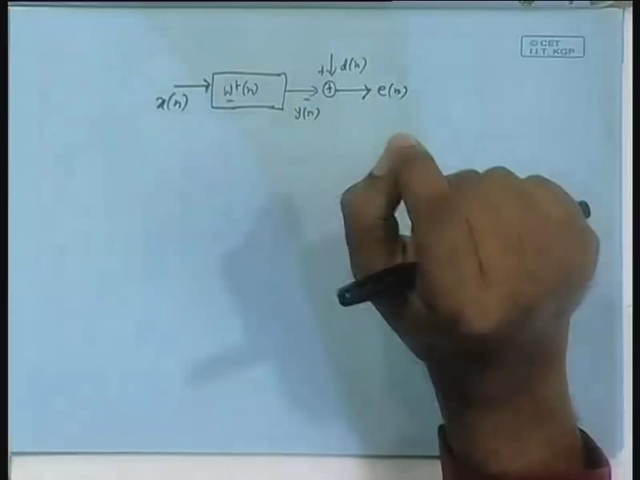 © CET
I.I.T. KGP
+ d(n)
x(n) w^t(n) - + e(n)
y(n)